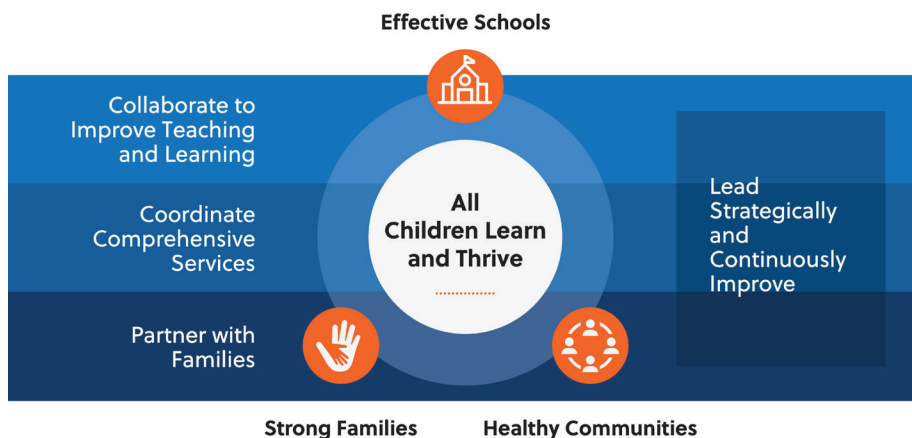 Effective Schools
Collaborate to
Improve Teaching
and Learning
Coordinate
Comprehensive
Services
Partner with
Families
All
Children Learn
and Thrive
Lead
Strategically
and
Continuously
Improve
Strong Families
Healthy Communities